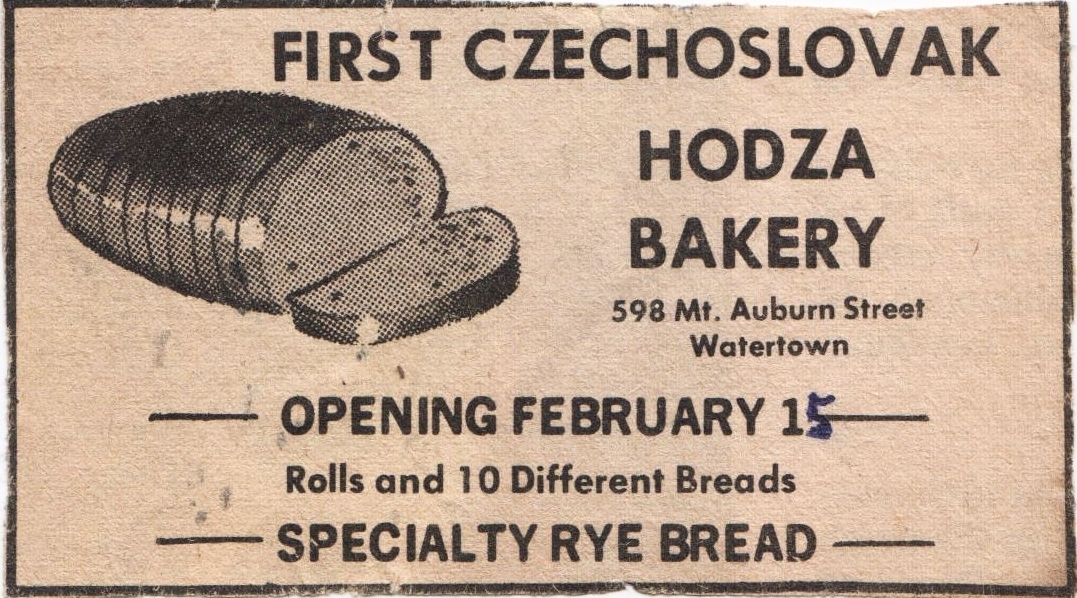 FIRST CZECHOSLOVAK
HODZA
BAKERY
598 Mt. Auburn Street
Watertown
OPENING FEBRUARY 15
Rolls and 10 Different Breads
SPECIALTY RYE BREAD